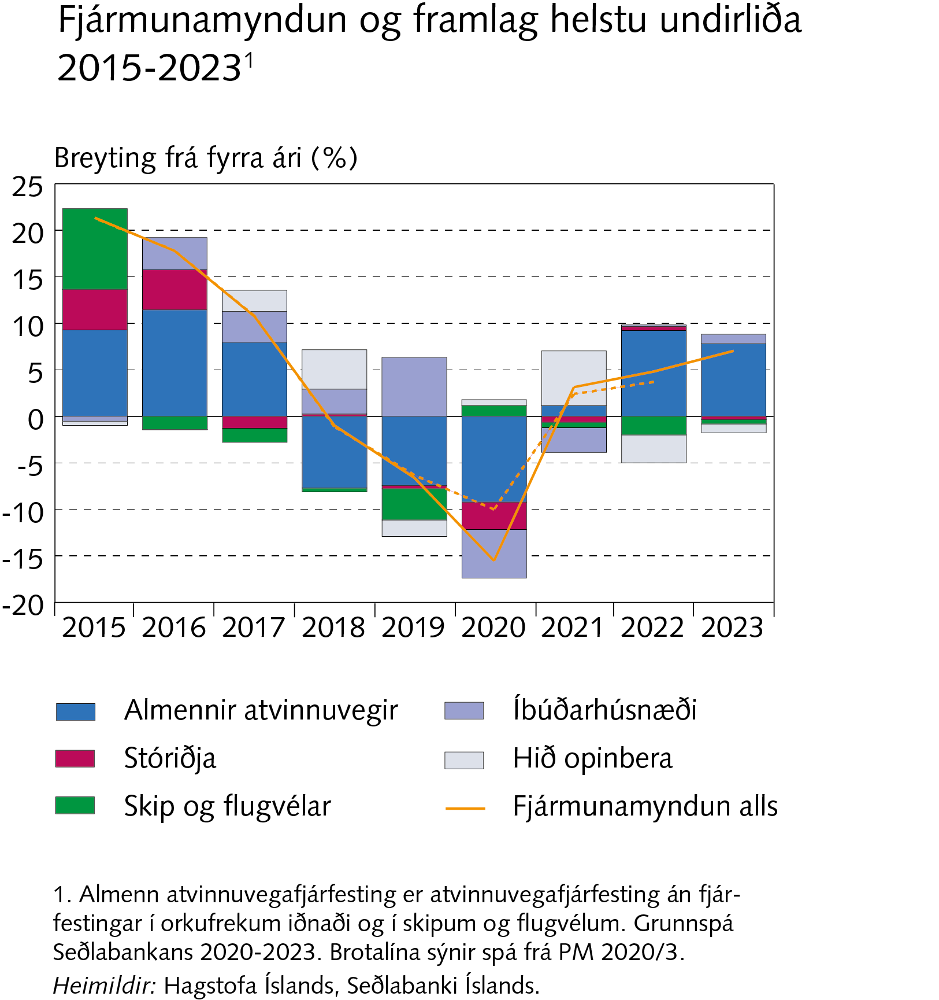 Fjármunamyndun og framlag helstu undirliða
2015-2023¹
Breyting frá fyrra ári (%)
25
20
15
10
5
0
-5
-10
-15
-20
2015 2016 2017 2018 2019 2020 2021 2022 2023
Almennir atvinnuvegir
Stóriðja
Skip og flugvélar
Íbúðarhúsnæði
Hið opinbera
Fjármunamyndun alls
1. Almenn atvinnuvegafjárfesting er atvinnuvegafjárfesting án fjár-
festingar í orkufrekum iðnaði og í skipum og flugvélum. Grunnspá
Seðlabankans 2020-2023. Brotalína sýnir spá frá PM 2020/3.
Heimildir: Hagstofa Íslands, Seðlabanki Íslands.